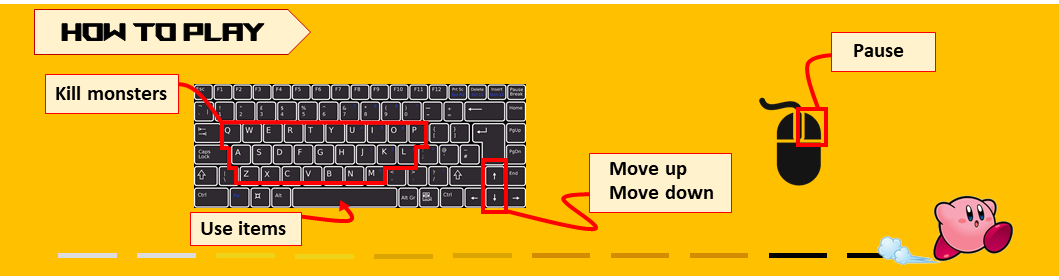 HOW TO PLAY
Pause
Kill monsters
Esc F1 F2 F3 F4 F5 F6 F7 F8 F9 F10 F11 F12 Prt Sc Delete Insert Pause Break
Home
Q W E R T Y U I O P PgUp
Caps Lock A S D F G H J K L PgDn
Z X C V B N M End
Ctrl Alt Alt Gr Ctrl
Move up
Move down
Use items